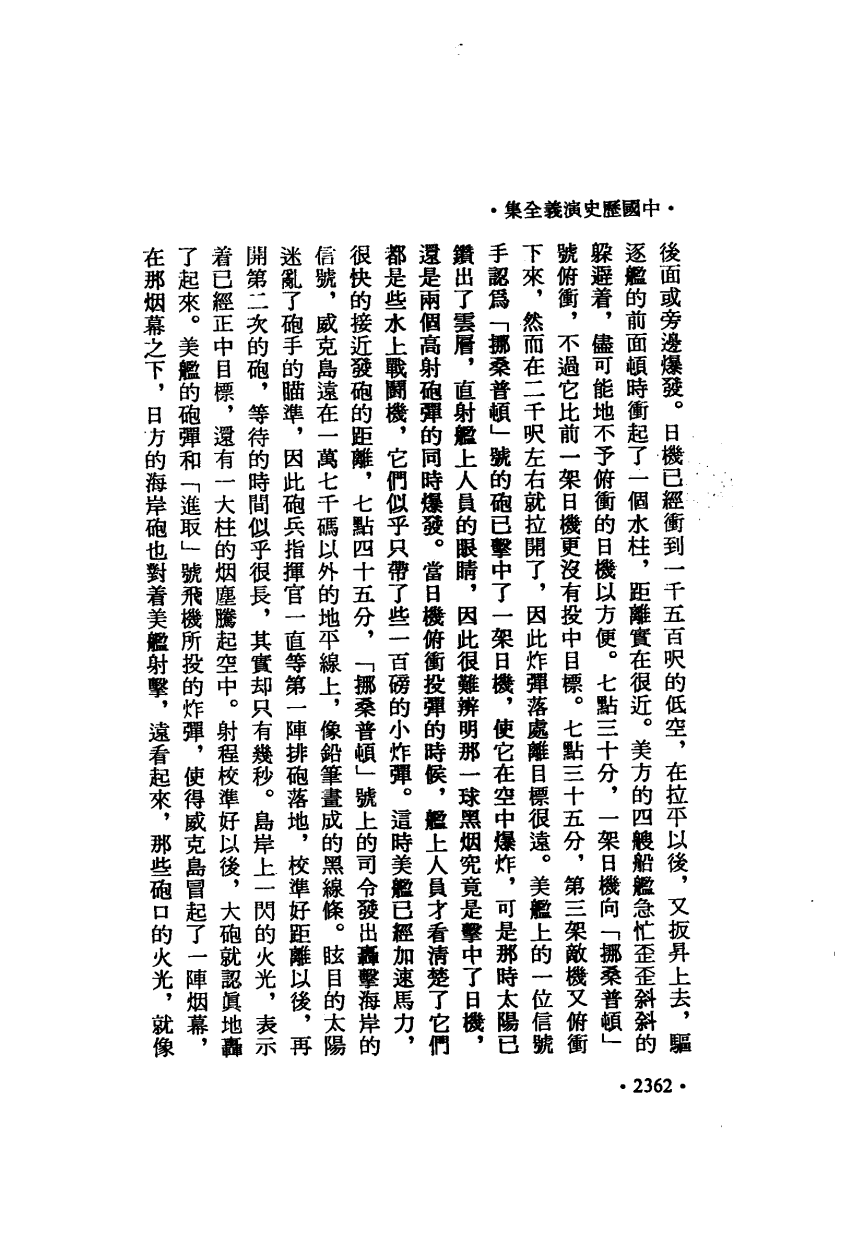 ·中國歷史演義全集·
後面或旁邊爆發。日機已經衝到一千五百呎的低空，在拉平以後，又扳昇上去，驅
逐艦的前面頓時衝起了一個水柱，距離實在很近。美方的四艘船艦急忙歪歪斜斜的
躲避着，儘可能地不予俯衝的日機以方便。七點三十分，一架日機向「挪桑普頓」
號俯衝，不過它比前一架日機更沒有投中目標。七點三十五分，第三架敵機又俯衝
下來，然而在二千呎左右就拉開了，因此炸彈落處離目標很遠。美艦上的一位信號
手認爲「挪桑普頓」號的砲已擊中了一架日機，使它在空中爆炸，可是那時太陽已
鑽出了雲層，直射艦上人員的眼睛，因此很難辨明那一球黑烟究竟是擊中了日機，
還是兩個高射砲彈的同時爆發。當日機俯衝投彈的時候，艦上人員才看清楚了它們
都是些水上戰鬪機，它們似乎只帶了些一百磅的小炸彈。這時美艦已經加速馬力，
很快的接近發砲的距離，七點四十五分，「挪桑普頓」號上的司令發出轟擊海岸的
信號，威克島遠在一萬七千碼以外的地平線上，像鉛筆畫成的黑線條。眩目的太陽
迷亂了砲手的瞄準，因此砲兵指揮官一直等第一陣排砲落地，校準好距離以後，再
開第二次的砲，等待的時間似乎很長，其實却只有幾秒。島岸上一閃的火光，表示
着已經正中目標，還有一大柱的烟塵騰起空中。射程校準好以後，大砲就認眞地轟
了起來。美艦的砲彈和「進取」號飛機所投的炸彈，使得威克島冒起了一陣烟幕，
在那烟幕之下，日方的海岸砲也對着美艦射擊，遠看起來，那些砲口的火光，就像
·2362·